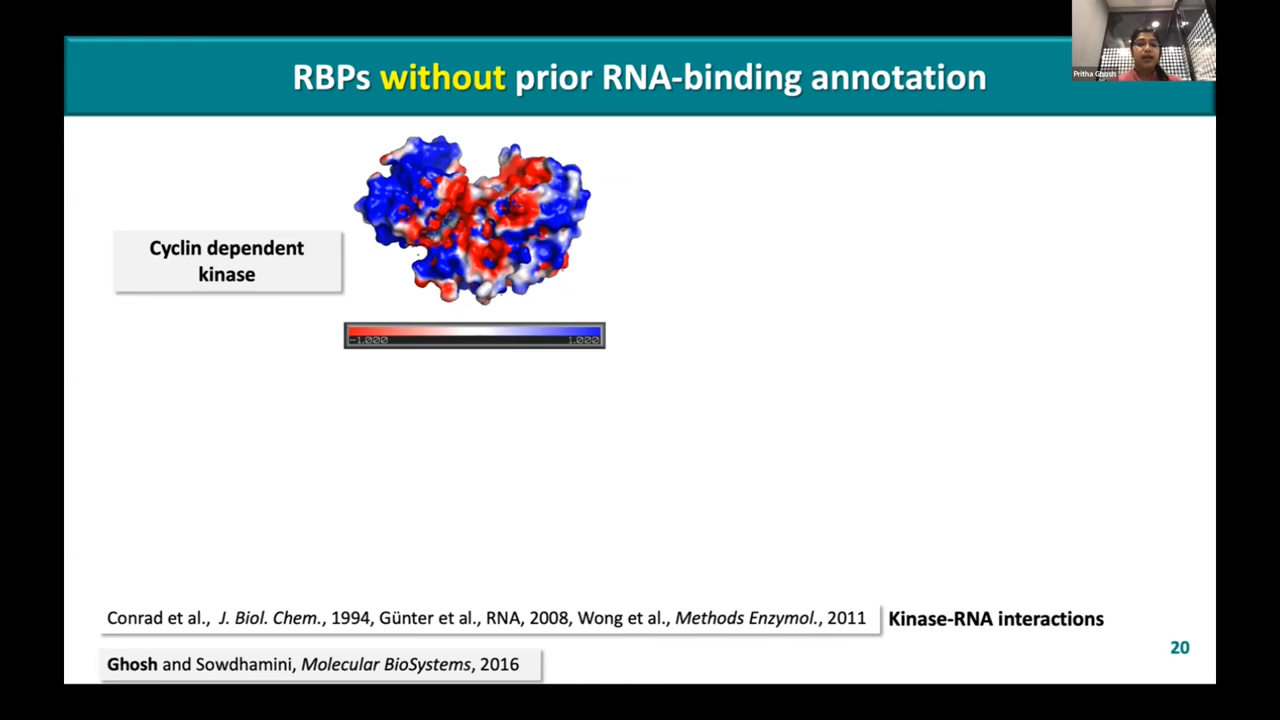 RBPs without prior RNA-binding annotation
Pritha Ghosh
Cyclin dependent
kinase
-1.000 1.000
Conrad et al., J. Biol. Chem., 1994, Günter et al., RNA, 2008, Wong et al., Methods Enzymol., 2011 Kinase-RNA interactions
20
Ghosh and Sowdhamini, Molecular BioSystems, 2016